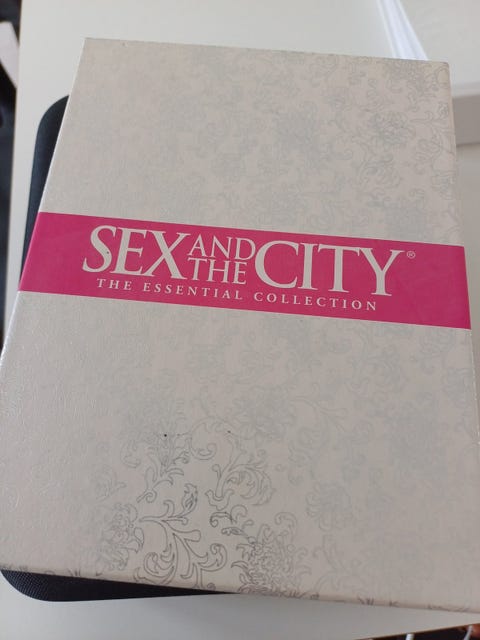 SEX AND THE CITY®
THE ESSENTIAL COLLECTION